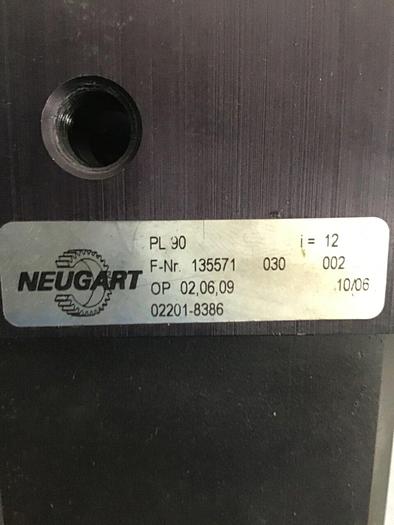 NEUGART
PL 90 i = 12
F-Nr. 135571 030 002
OP 02,06,09 10/06
02201-8386